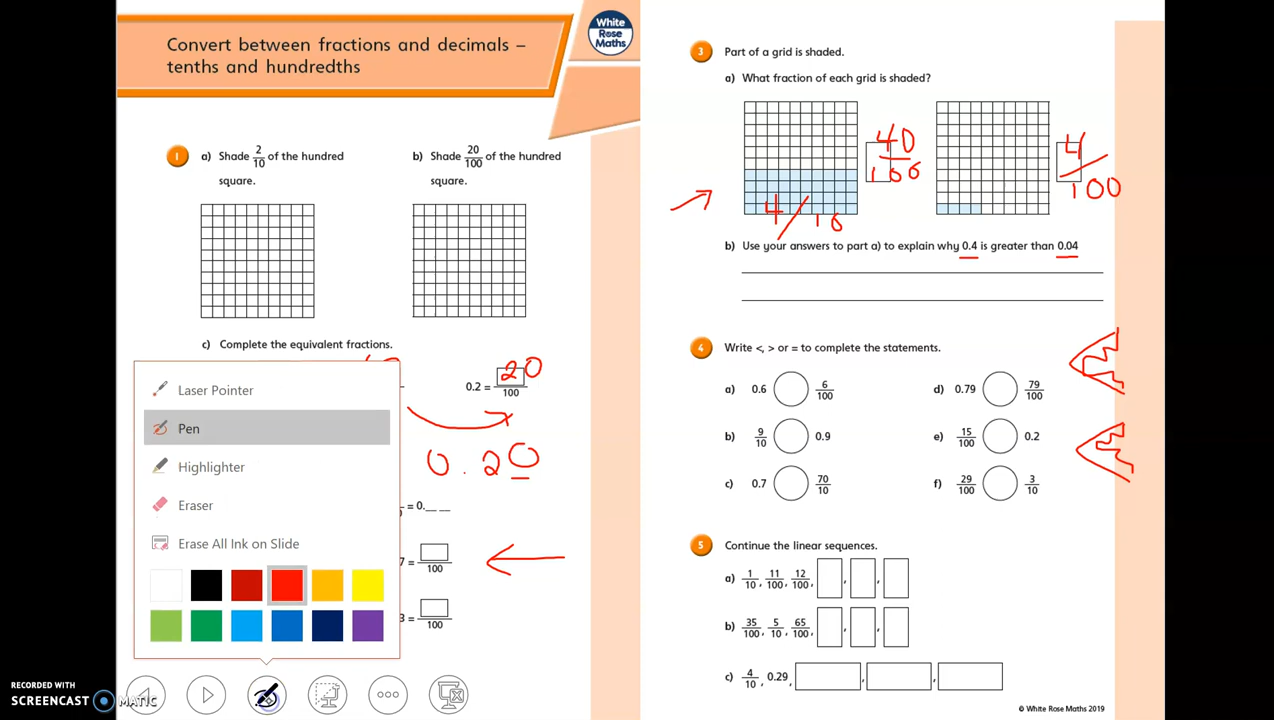 Convert between fractions and decimals –
tenths and hundredths
White
Rose
Maths
1
a) Shade 2/10 of the hundred
square.
b) Shade 20/100 of the hundred
square.
c) Complete the equivalent fractions.
0.2 = 20/100
0.20
= 0._ _
7 = /100
3 = /100
Laser Pointer
Pen
Highlighter
Eraser
Erase All Ink on Slide
RECORDED WITH
SCREENCAST MATIC
3
Part of a grid is shaded.
a) What fraction of each grid is shaded?
40/100
4/100
4/10
b) Use your answers to part a) to explain why 0.4 is greater than 0.04
4
Write <, > or = to complete the statements.
a) 0.6 6/100
b) 9/10 0.9
c) 0.7 70/10
d) 0.79 79/100
e) 15/100 0.2
f) 29/100 3/10
5
Continue the linear sequences.
a) 1/10, 11/100, 12/100, , ,
b) 35/100, 5/10, 65/100, , ,
c) 4/10, 0.29, , ,
© White Rose Maths 2019